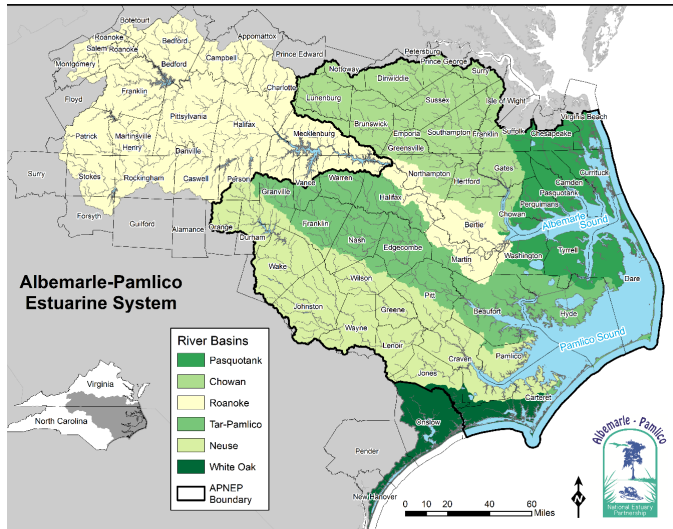 Botetourt
Roanoke
Salem Roanoke
Bedford
Bedford
Montgomery
Campbell
Appomattox
Prince Edward
Charlotte
Floyd
Franklin
Pittsylvania
Halifax
Patrick
Martinsville
Henry
Danville
Mecklenburg
Surry
Stokes
Rockingham
Caswell
Person
Forsyth
Guilford
Alamance
Orange
Durham
Granville
Vance
Warren
Nottoway
Lunenburg
Dinwiddie
Petersburg
Prince George
Surry
Sussex
Isle of Wight
Brunswick
Emporia
Greensville
Southampton
Franklin
Suffolk
Chesapeake
Virginia Beach
Northampton
Hertford
Gates
Halifax
Bertie
Martin
Chowan
Currituck
Camden
Pasquotank
Perquimans
Albemarle
Sound
Washington
Tyrrell
Dare
Hyde
Beaufort
Pamlico Sound
Franklin
Nash
Edgecombe
Pitt
Wake
Wilson
Johnston
Greene
Wayne
Lenoir
Craven
Pamlico
Jones
Carteret
Onslow
Pender
New Hanover
Albemarle-Pamlico
Estuarine System
River Basins
Pasquotank
Chowan
Roanoke
Tar-Pamlico
Neuse
White Oak
APNEP
Boundary
Virginia
North Carolina
N
0 10 20 40 60
Miles
Albemarle - Pamlico
National Estuary
Partnership